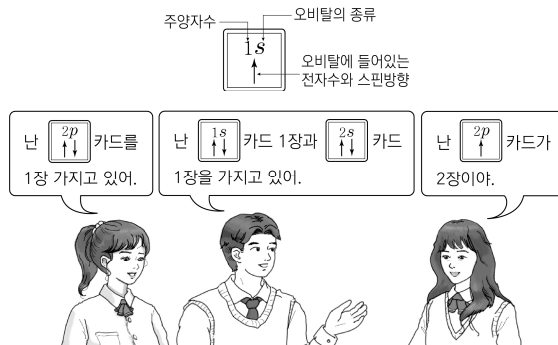 주양자수
오비탈의 종류
1s
↑
오비탈에 들어있는
전자수와 스핀방향
난 2p ↑↓ 카드를
1장 가지고 있어.
난 1s ↑↓ 카드 1장과 2s ↑↓ 카드
1장을 가지고 있어.
난 2p ↑ 카드가
2장이야.